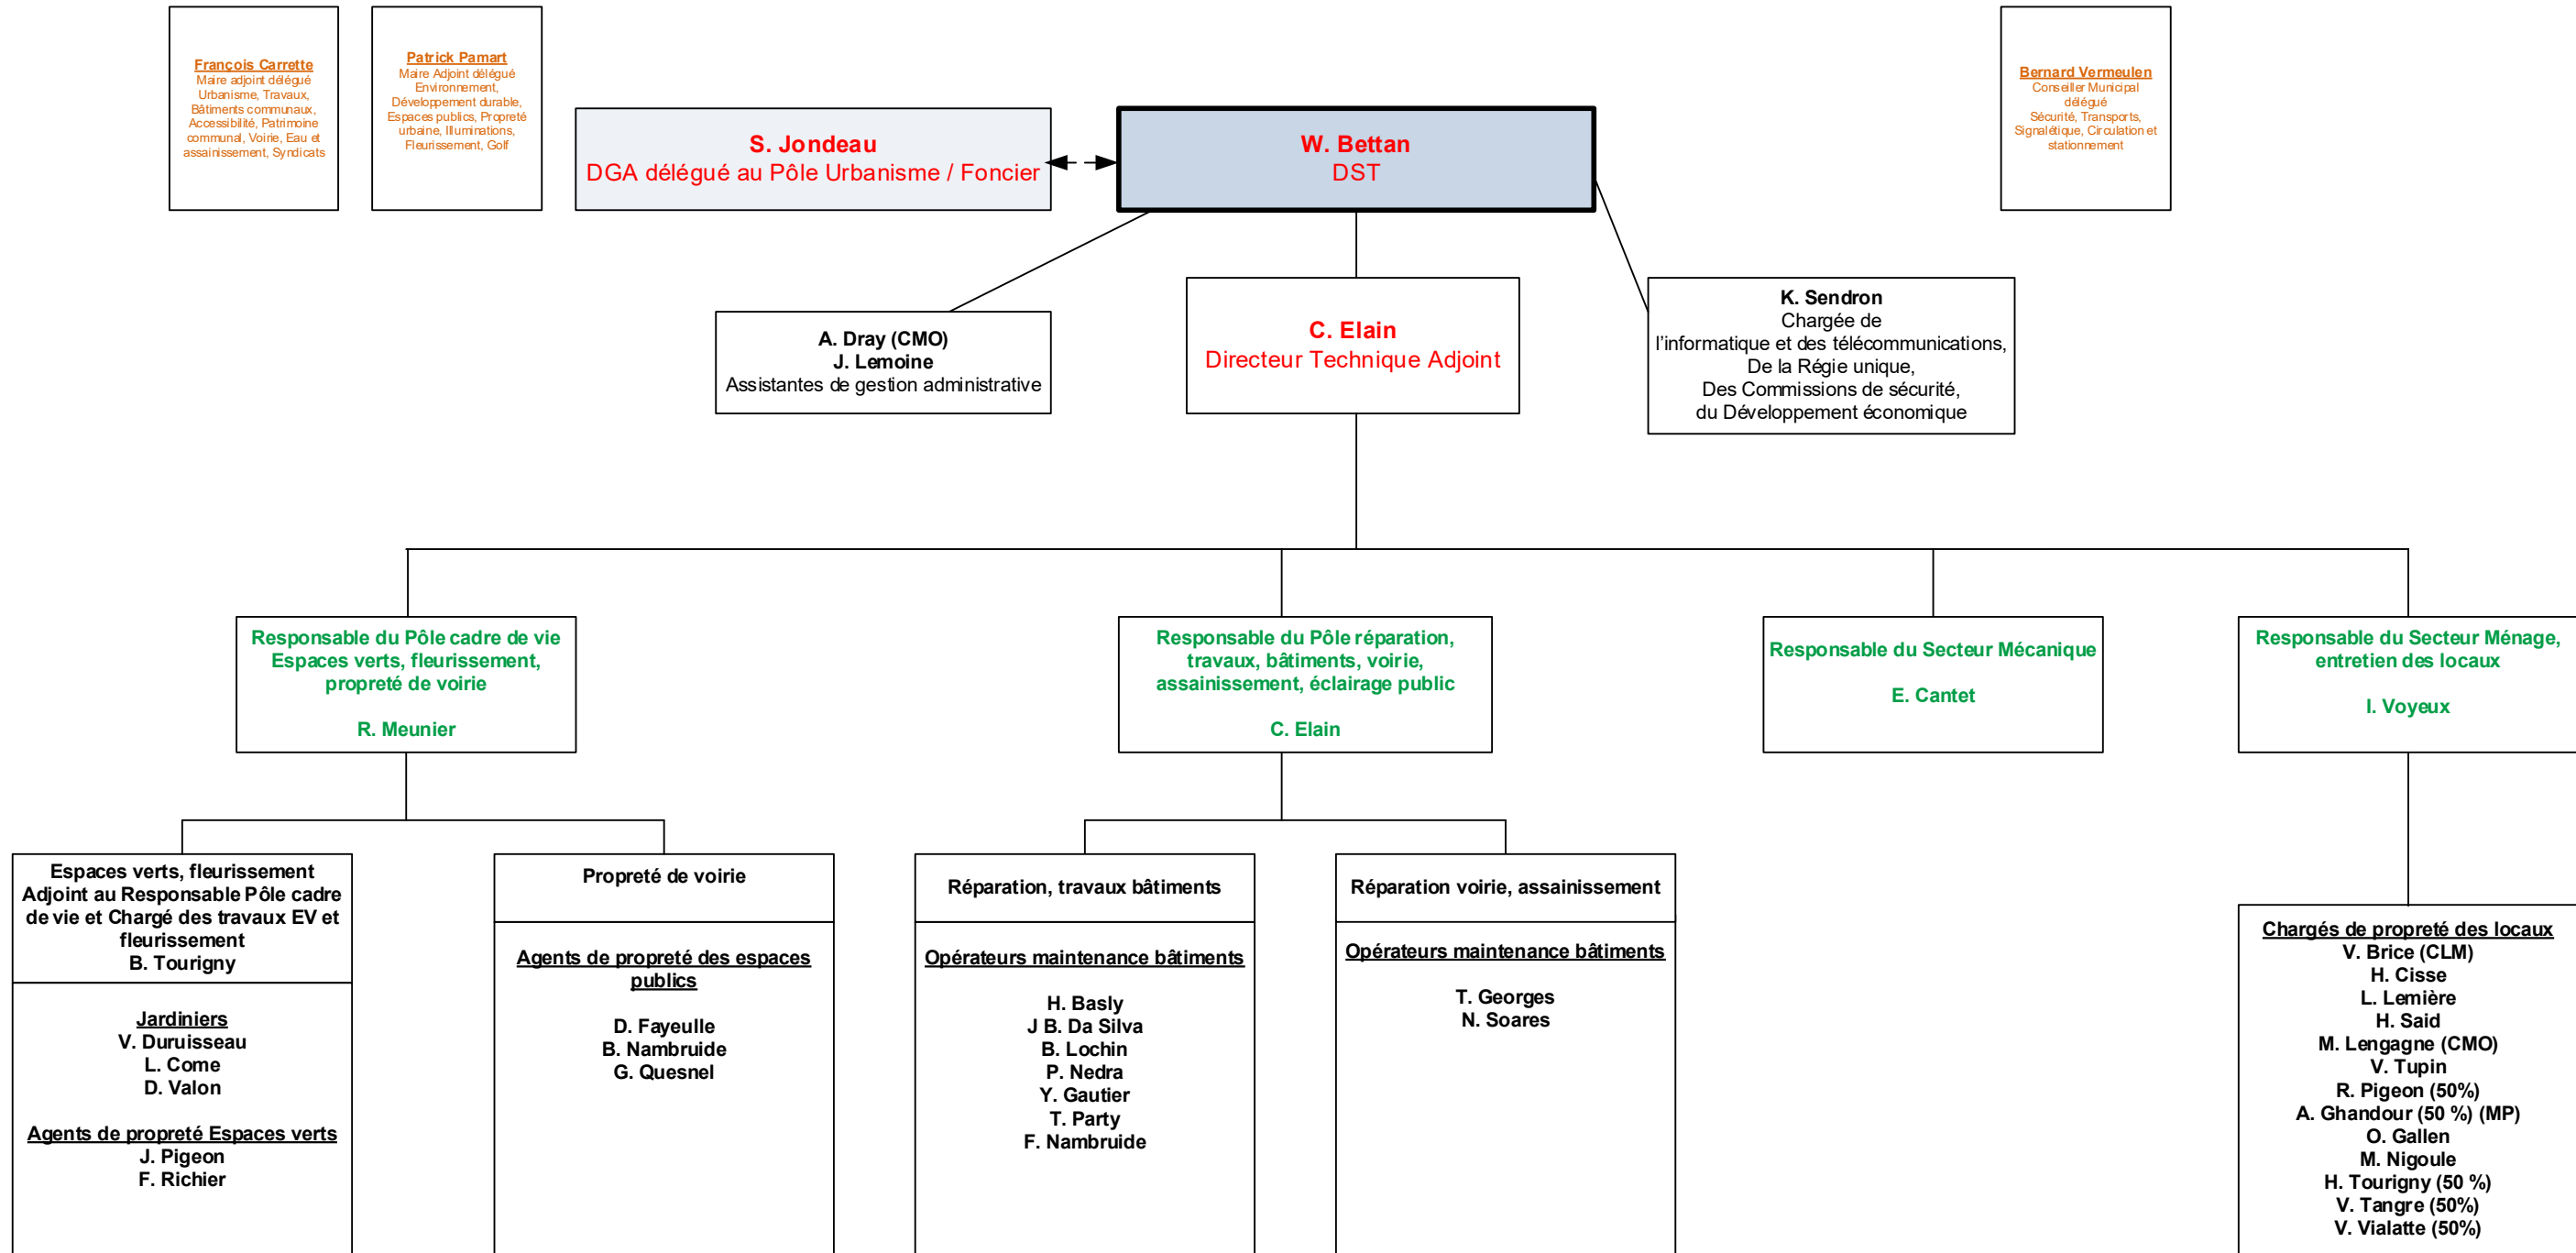 François Carrette
Maire adjoint délégué
Urbanisme, Travaux,
Bâtiments communaux,
Accessibilité, Patrimoine
communal, Voirie, Eau et
assainissement, Syndicats
Patrick Pamart
Maire Adjoint délégué
Environnement,
Développement durable,
Espaces publics, Propreté
urbaine, Illuminations,
Fleurissement, Golf
S. Jondeau
DGA délégué au Pôle Urbanisme / Foncier
W. Bettan
DST
Bernard Vermeulen
Conseiller Municipal
délégué
Sécurité, Transports,
Signalétique, Circulation et
stationnement
A. Dray (CMO)
J. Lemoine
Assistantes de gestion administrative
C. Elain
Directeur Technique Adjoint
K. Sendron
Chargée de
l'informatique et des télécommunications,
De la Régie unique,
Des Commissions de sécurité,
du Développement économique
Responsable du Pôle cadre de vie
Espaces verts, fleurissement,
propreté de voirie
R. Meunier
Responsable du Pôle réparation,
travaux, bâtiments, voirie,
assainissement, éclairage public
C. Elain
Responsable du Secteur Mécanique
E. Cantet
Responsable du Secteur Ménage,
entretien des locaux
I. Voyeux
Espaces verts, fleurissement
Adjoint au Responsable Pôle cadre
de vie et Chargé des travaux EV et
fleurissement
B. Tourigny
Jardiniers
V. Duruisseau
L. Come
D. Valon
Agents de propreté Espaces verts
J. Pigeon
F. Richier
Propreté de voirie
Agents de propreté des espaces
publics
D. Fayeulle
B. Nambruide
G. Quesnel
Réparation, travaux bâtiments
Opérateurs maintenance bâtiments
H. Basly
J B. Da Silva
B. Lochin
P. Nedra
Y. Gautier
T. Party
F. Nambruide
Réparation voirie, assainissement
Opérateurs maintenance bâtiments
T. Georges
N. Soares
Chargés de propreté des locaux
V. Brice (CLM)
H. Cisse
L. Lemière
H. Said
M. Lengagne (CMO)
V. Tupin
R. Pigeon (50%)
A. Ghandour (50 %) (MP)
O. Gallen
M. Nigoule
H. Tourigny (50 %)
V. Tangre (50%)
V. Vialatte (50%)